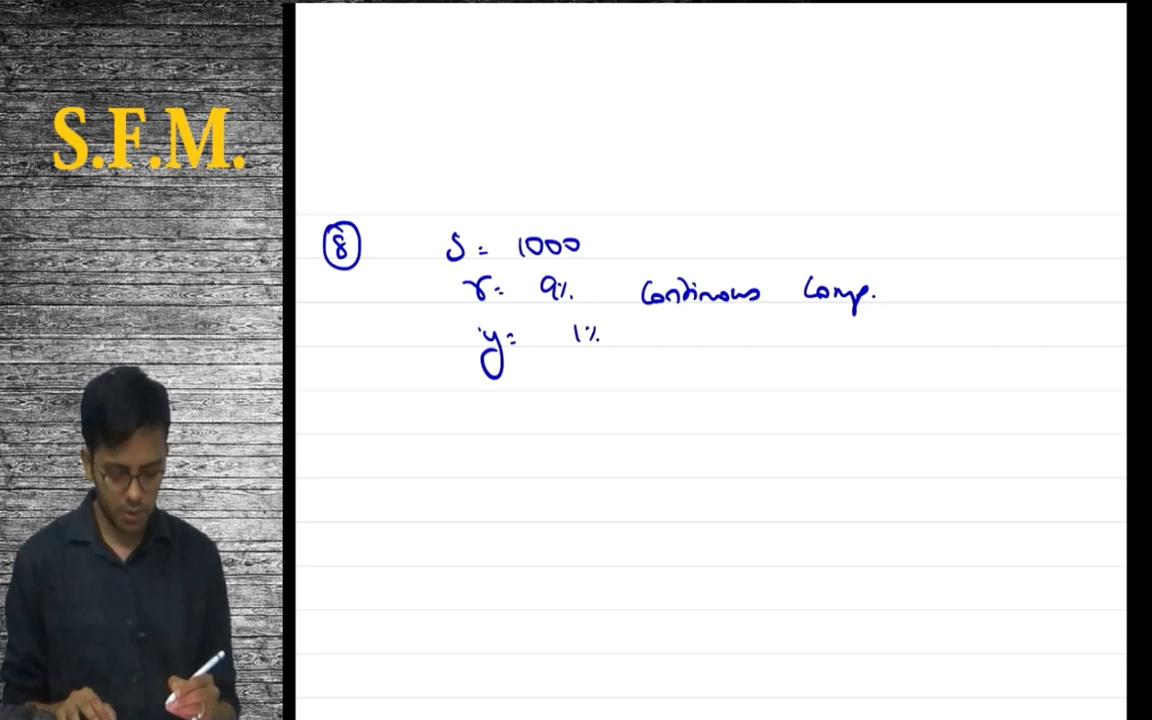 S.F.M.
8 S = 1000
r = 9% Continous Comp.
y = 1%